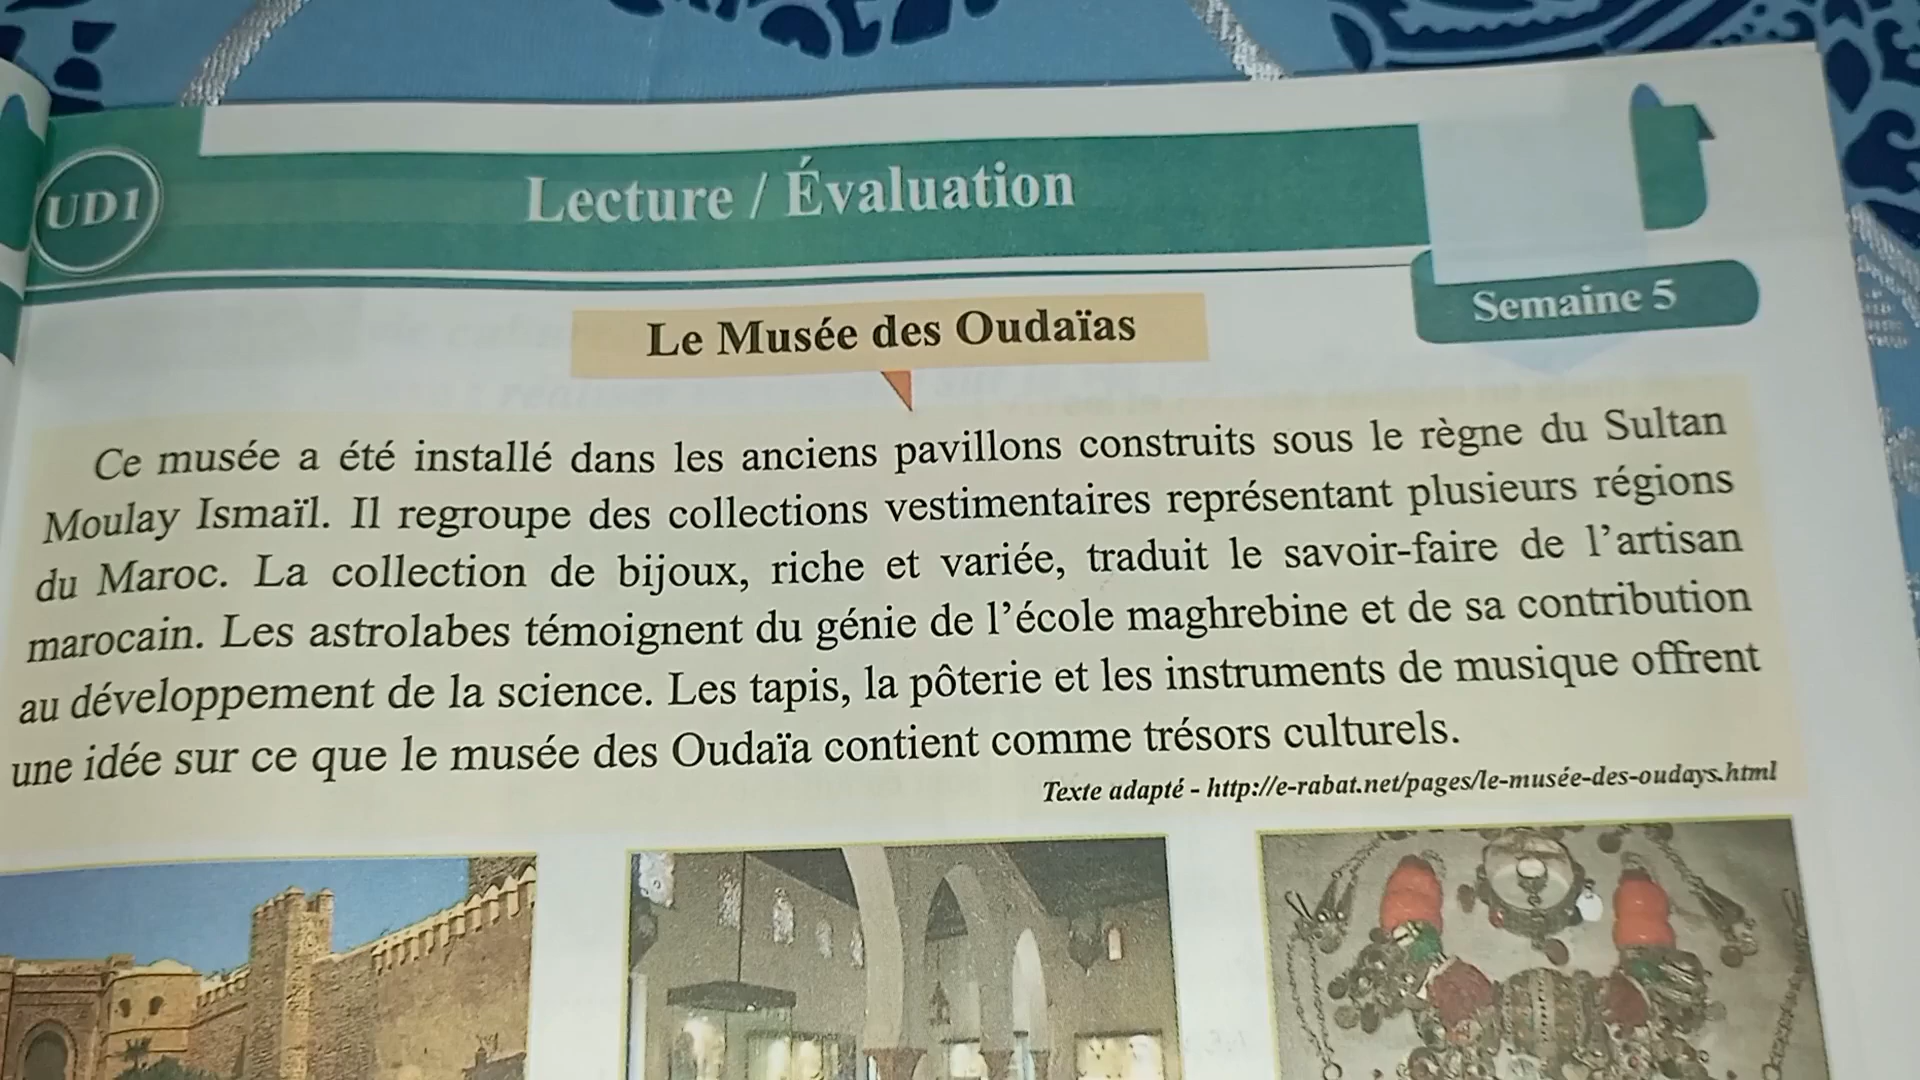 UD1
Lecture / Évaluation
Semaine 5
Le Musée des Oudaïas
Ce musée a été installé dans les anciens pavillons construits sous le règne du Sultan
Moulay Ismaïl. Il regroupe des collections vestimentaires représentant plusieurs régions
du Maroc. La collection de bijoux, riche et variée, traduit le savoir-faire de l'artisan
marocain. Les astrolabes témoignent du génie de l'école maghrebine et de sa contribution
au développement de la science. Les tapis, la pôterie et les instruments de musique offrent
une idée sur ce que le musée des Oudaïa contient comme trésors culturels.
Texte adapté - http://e-rabat.net/pages/le-musée-des-oudays.html